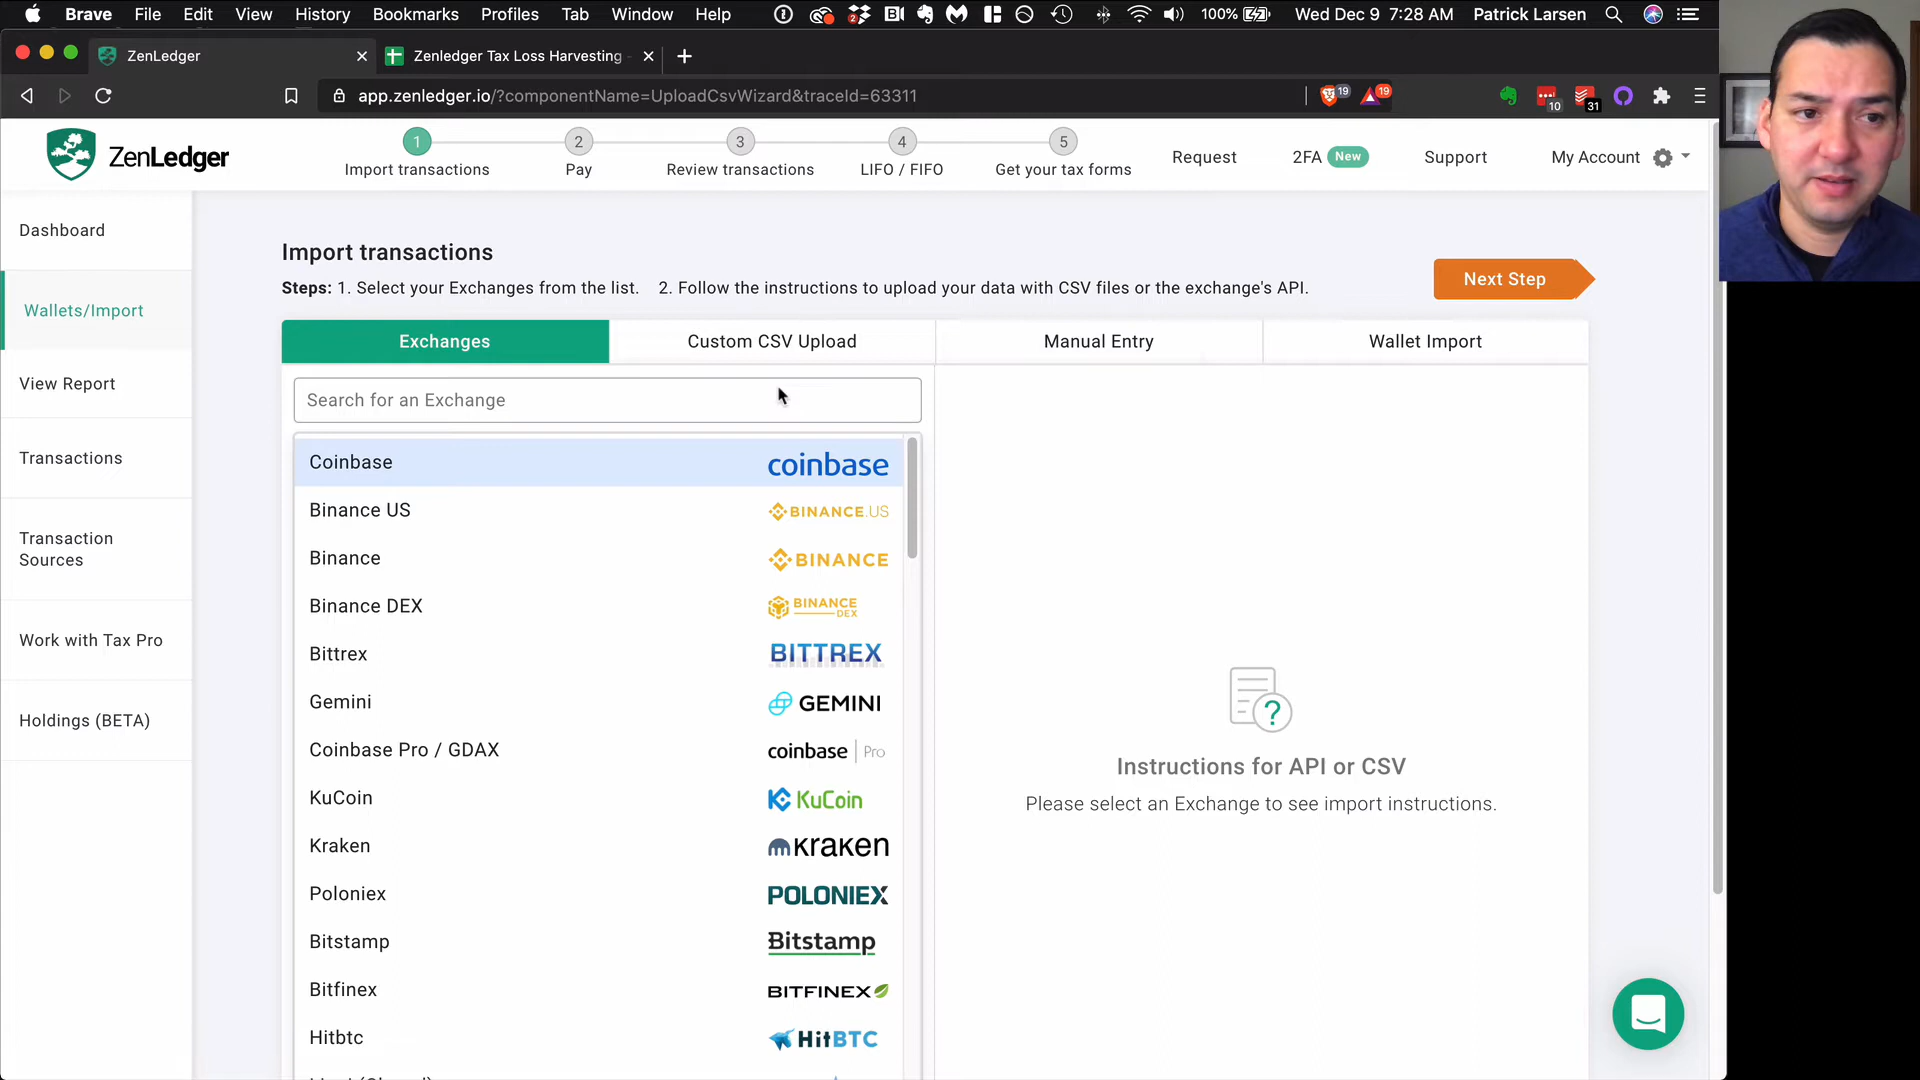 Brave File Edit View History Bookmarks Profiles Tab Window Help 2 100% Wed Dec 9 7:28 AM Patrick Larsen
ZenLedger
Zenledger Tax Loss Harvesting
app.zenledger.io/?componentName=UploadCsvWizard&traceId=63311
19 19 10 31
ZenLedger
1 2 3 4 5
Import transactions Pay Review transactions LIFO / FIFO Get your tax forms
Request 2FA New Support My Account
Dashboard
Wallets/Import
View Report
Transactions
Transaction
Sources
Work with Tax Pro
Holdings (BETA)
Import transactions
Steps: 1. Select your Exchanges from the list. 2. Follow the instructions to upload your data with CSV files or the exchange's API.
Next Step
Exchanges Custom CSV Upload Manual Entry Wallet Import
Search for an Exchange
Coinbase coinbase
Binance US BINANCE.US
Binance BINANCE
Binance DEX BINANCE DEX
Bittrex BITTREX
Gemini GEMINI
Coinbase Pro / GDAX coinbase Pro
KuCoin KuCoin
Kraken kraken
Poloniex POLONIEX
Bitstamp Bitstamp
Bitfinex BITFINEX
Hitbtc HitBTC
?
Instructions for API or CSV
Please select an Exchange to see import instructions.